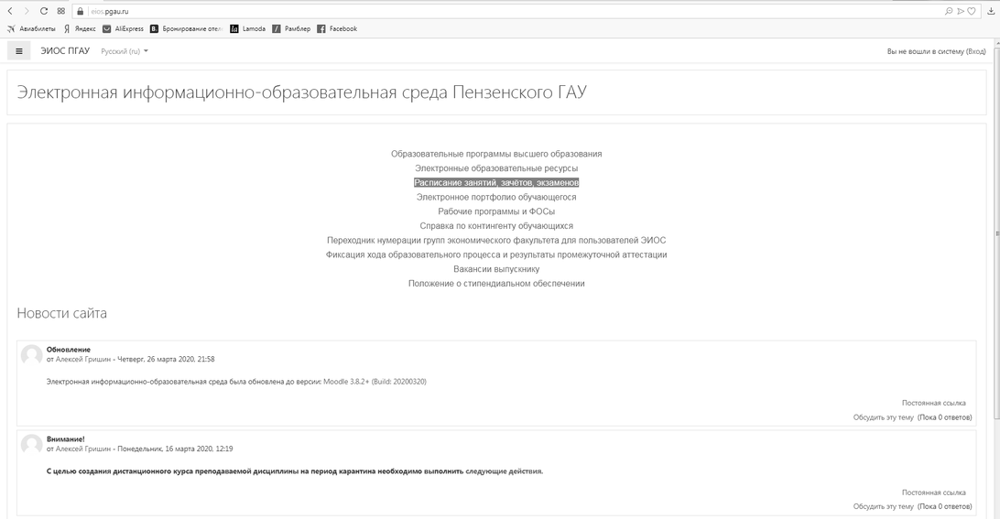 eios.pgau.ru
Авиабилеты Яндекс AliExpress Бронирование отел Lamoda Рамблер Facebook
ЭИОС ПГАУ Русский (ru) Вы не вошли в систему (Вход)
Электронная информационно-образовательная среда Пензенского ГАУ
Образовательные программы высшего образования
Электронные образовательные ресурсы
Расписание занятий, зачётов, экзаменов
Электронное портфолио обучающегося
Рабочие программы и ФОСы
Справка по контингенту обучающихся
Переходник нумерации групп экономического факультета для пользователей ЭИОС
Фиксация хода образовательного процесса и результаты промежуточной аттестации
Вакансии выпускнику
Положение о стипендиальном обеспечении
Новости сайта
Обновление
от Алексей Гришин - Четверг, 26 марта 2020, 21:58
Электронная информационно-образовательная среда была обновлена до версии: Moodle 3.8.2+ (Build: 20200320)
Постоянная ссылка
Обсудить эту тему (Пока 0 ответов)
Внимание!
от Алексей Гришин - Понедельник, 16 марта 2020, 12:19
С целью создания дистанционного курса преподаваемой дисциплины на период карантина необходимо выполнить следующие действия.
Постоянная ссылка
Обсудить эту тему (Пока 0 ответов)